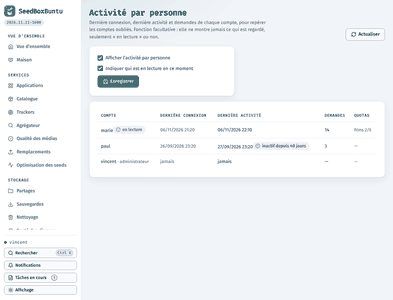 SeedBoxBuntu
VUE D'ENSEMBLE
Vue d'ensemble
Maison
SERVICES
Applications
Catalogue
Trackers
Agrégateur
Qualité des médias
Remplacements
Optimisation des seeds
STOCKAGE
Partages
Sauvegardes
Nettoyage
vincent
Rechercher Ctrl K
Notifications
Tâches en cours
Affichage
Activité par personne
Dernière connexion, dernière activité et demandes de chaque compte, pour repérer
les comptes oubliés. Fonction facultative : elle ne montre jamais ce qui est regardé,
seulement « en lecture » ou non.
Actualiser
Afficher l'activité par personne
Indiquer qui est en lecture en ce moment
Enregistrer
COMPTE DERNIÈRE CONNEXION DERNIÈRE ACTIVITÉ DEMANDES QUOTAS
marie en lecture 06/11/2026 21:20 06/11/2026 22:10 14 films 2/5
paul 26/09/2026 23:20 27/09/2026 23:20 inactif depuis 40 jours 3 —
vincent · administrateur jamais jamais — —